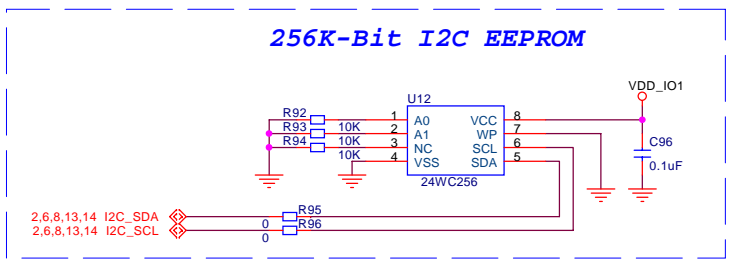 256K-Bit I2C EEPROM
VDD_IO1
U12
R92 1 A0 VCC 8
R93 10K 2 A1 WP 7
R94 10K 3 NC SCL 6
10K 4 VSS SDA 5
C96
0.1uF
24WC256
2,6,8,13,14 I2C_SDA R95
2,6,8,13,14 I2C_SCL 0 R96
0